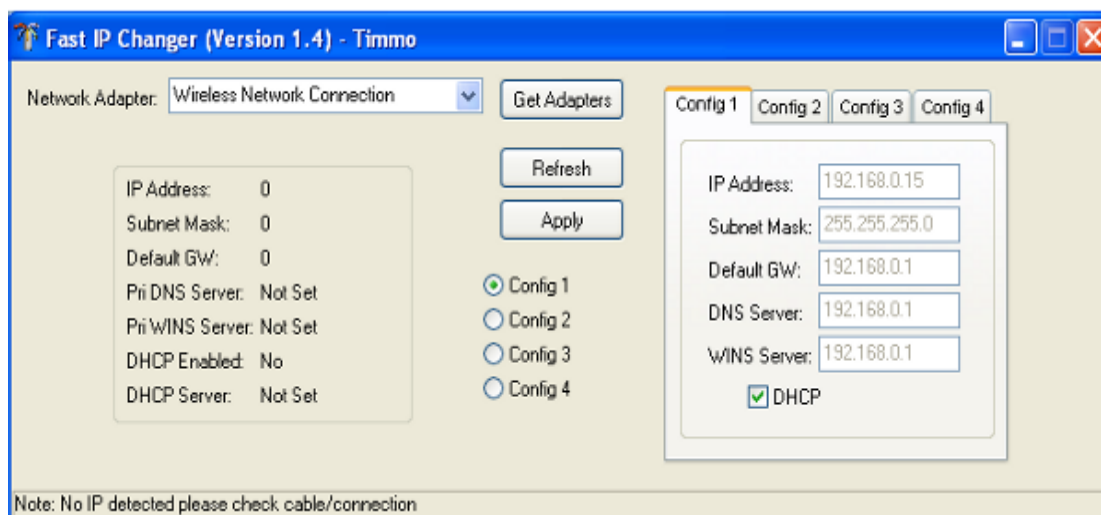 Fast IP Changer (Version 1.4) - Timmo
Network Adapter: Wireless Network Connection
Get Adapters
Refresh
Apply
IP Address: 0
Subnet Mask: 0
Default GW: 0
Pri DNS Server: Not Set
Pri WINS Server: Not Set
DHCP Enabled: No
DHCP Server: Not Set
Config 1
Config 2
Config 3
Config 4
Config 1 Config 2 Config 3 Config 4
IP Address: 192.168.0.15
Subnet Mask: 255.255.255.0
Default GW: 192.168.0.1
DNS Server: 192.168.0.1
WINS Server: 192.168.0.1
DHCP
Note: No IP detected please check cable/connection